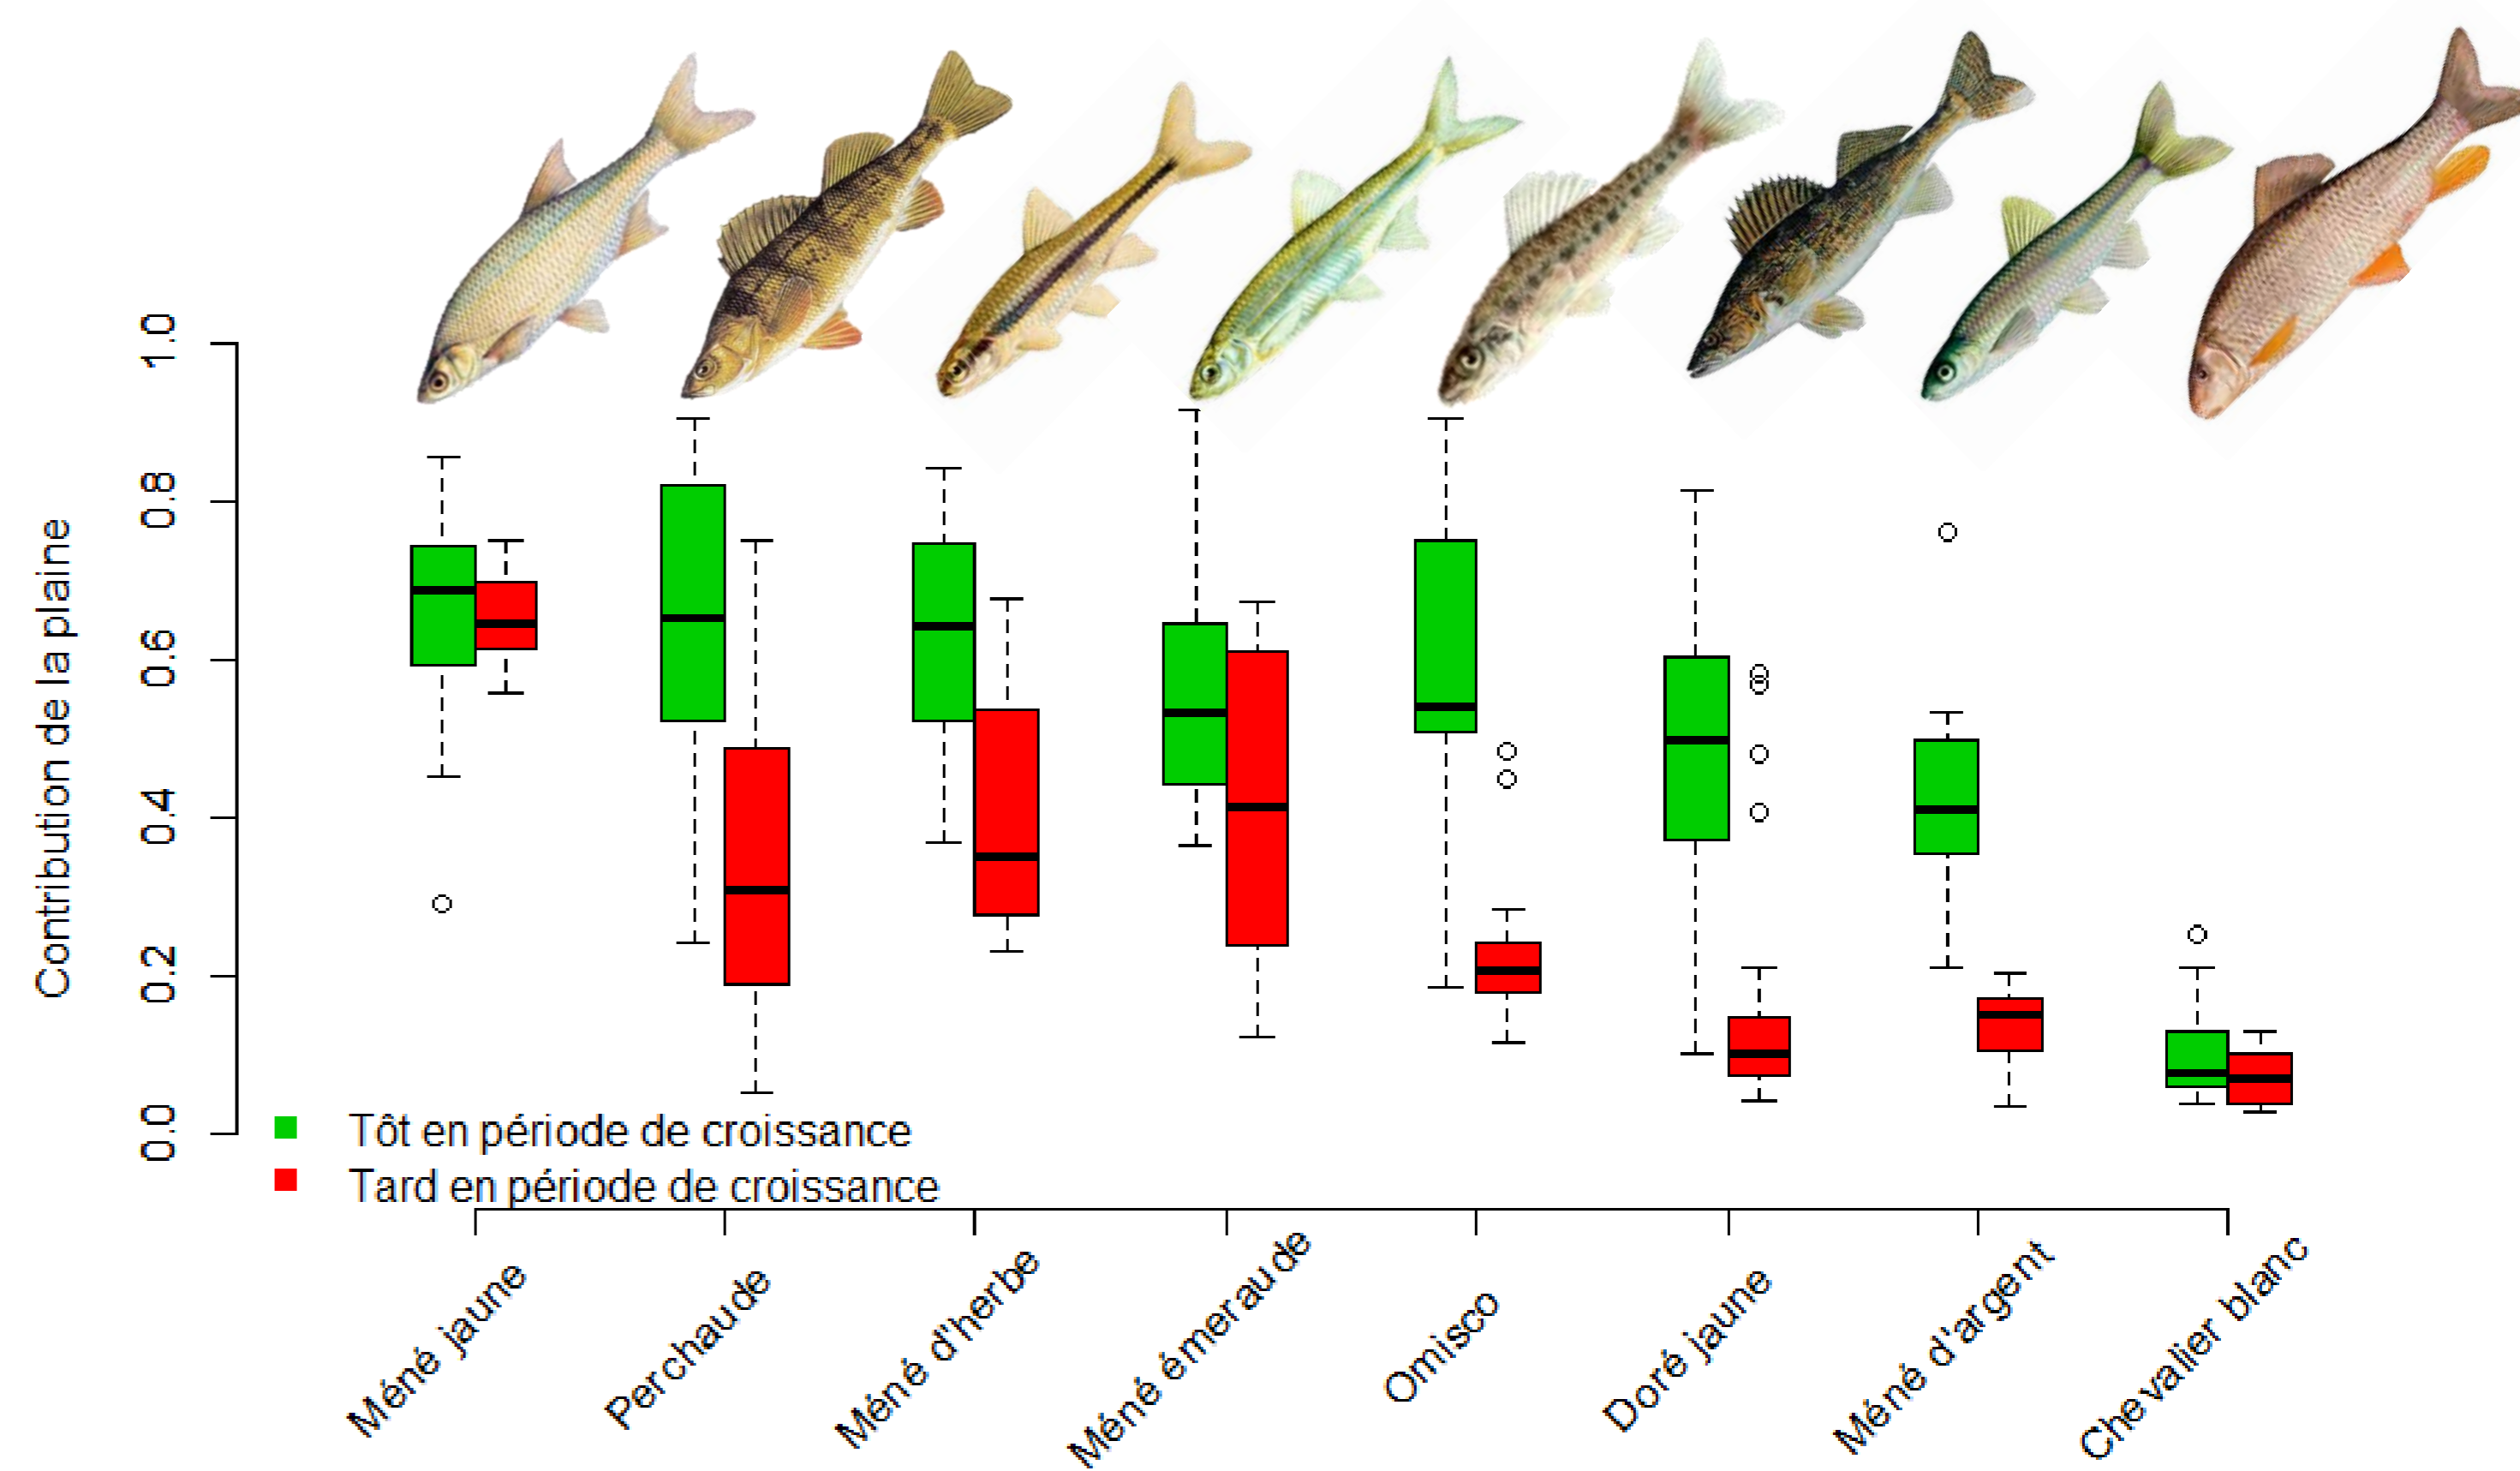 Contribution de la plaine
1.0
0.8
0.6
0.4
0.2
0.0
Tôt en période de croissance
Tard en période de croissance
Méné jaune
Perchaude
Méné d'herbe
Méné émeraude
Omisco
Doré jaune
Méné d'argent
Chevalier blanc